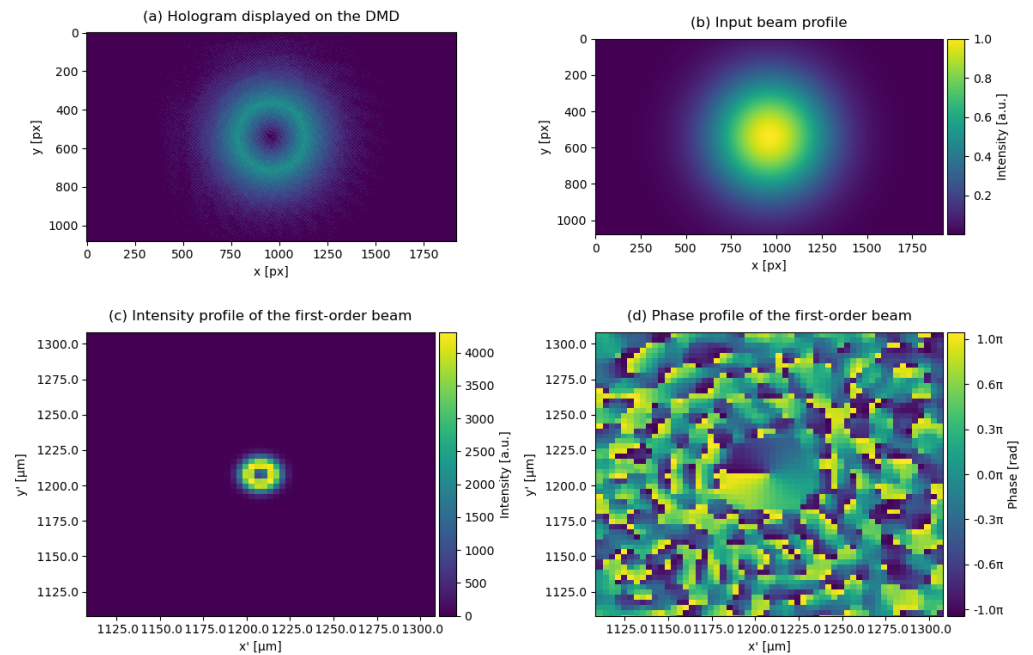 (a) Hologram displayed on the DMD
0
200
400
600
800
1000
y [px]
0 250 500 750 1000 1250 1500 1750
x [px]
(b) Input beam profile
0
200
400
600
800
1000
y [px]
0 250 500 750 1000 1250 1500 1750
x [px]
1.0
0.8
0.6
0.4
0.2
Intensity [a.u.]
(c) Intensity profile of the first-order beam
1300.0
1275.0
1250.0
1225.0
1200.0
1175.0
1150.0
1125.0
y' [μm]
1125.0 1150.0 1175.0 1200.0 1225.0 1250.0 1275.0 1300.0
x' [μm]
4000
3500
3000
2500
2000
1500
1000
500
0
Intensity [a.u.]
(d) Phase profile of the first-order beam
1300.0
1275.0
1250.0
1225.0
1200.0
1175.0
1150.0
1125.0
y' [μm]
1125.0 1150.0 1175.0 1200.0 1225.0 1250.0 1275.0 1300.0
x' [μm]
1.0π
0.6π
0.3π
0.0π
-0.3π
-0.6π
-1.0π
Phase [rad]